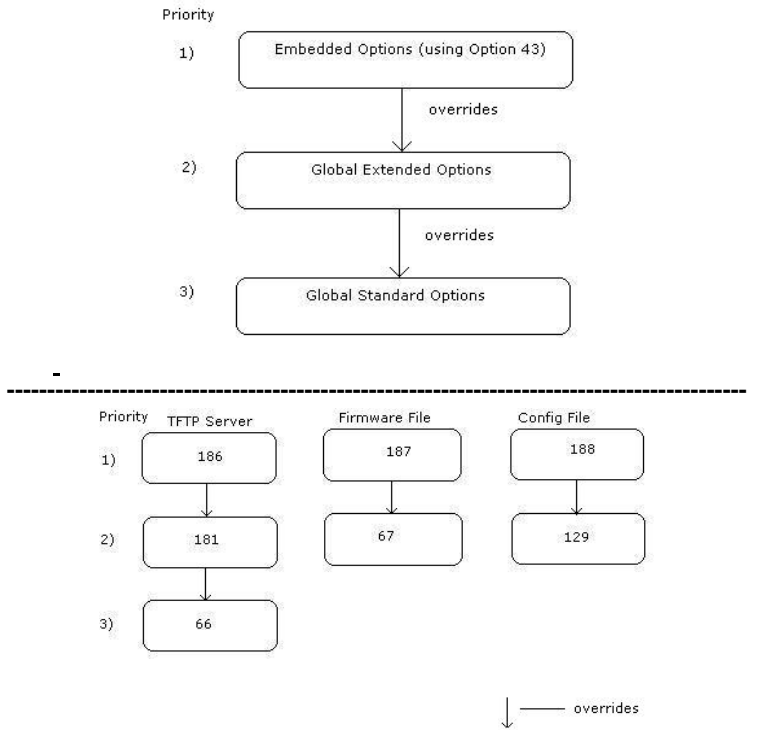 Priority
1) Embedded Options (using Option 43)
overrides
2) Global Extended Options
overrides
3) Global Standard Options
-
Priority TFTP Server Firmware File Config File
1) 186 187 188
2) 181 67 129
3) 66
overrides